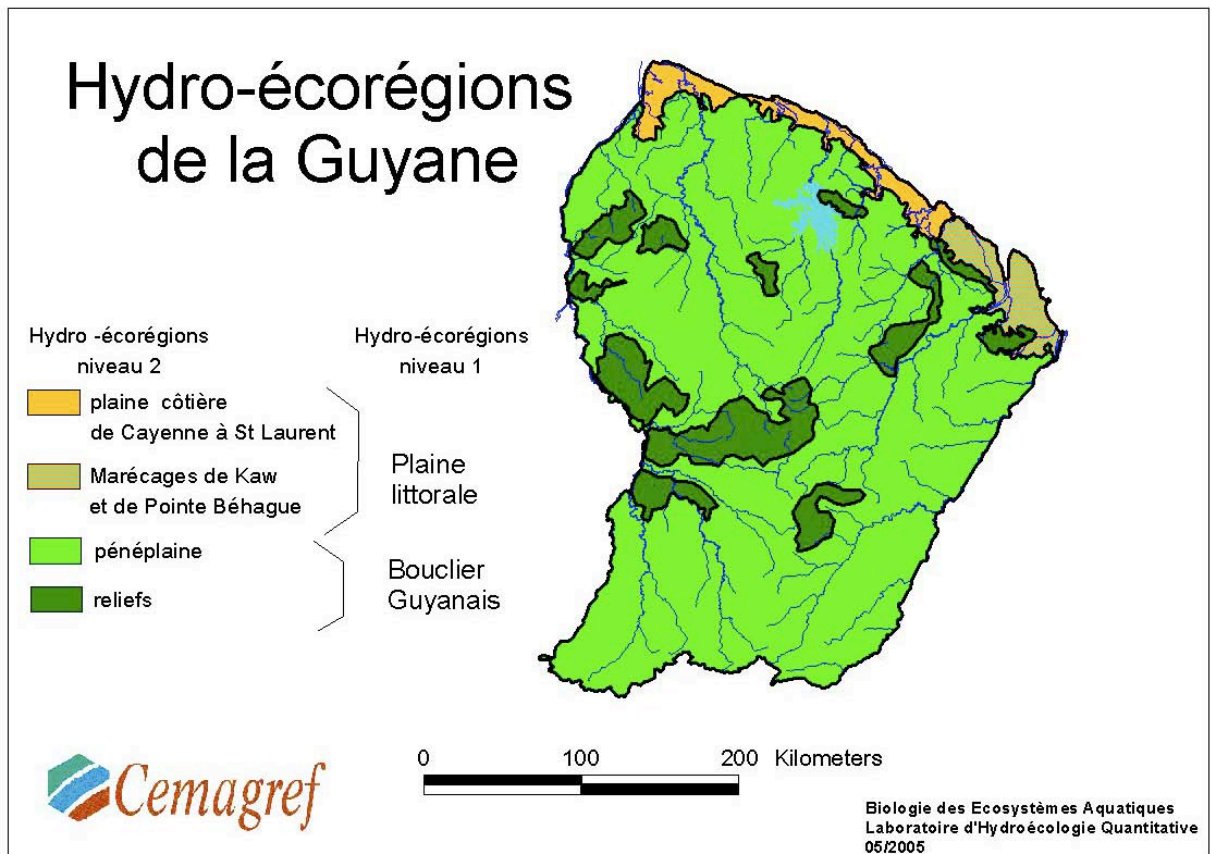 Hydro-écorégions
de la Guyane
Hydro -écorégions
niveau 2
Hydro-écorégions
niveau 1
plaine côtière
de Cayenne à St Laurent
Marécages de Kaw
et de Pointe Béhague
Plaine
littorale
pénéplaine
reliefs
Bouclier
Guyanais
Cemagref
0 100 200 Kilometers
Biologie des Ecosystèmes Aquatiques
Laboratoire d'Hydroécologie Quantitative
05/2005